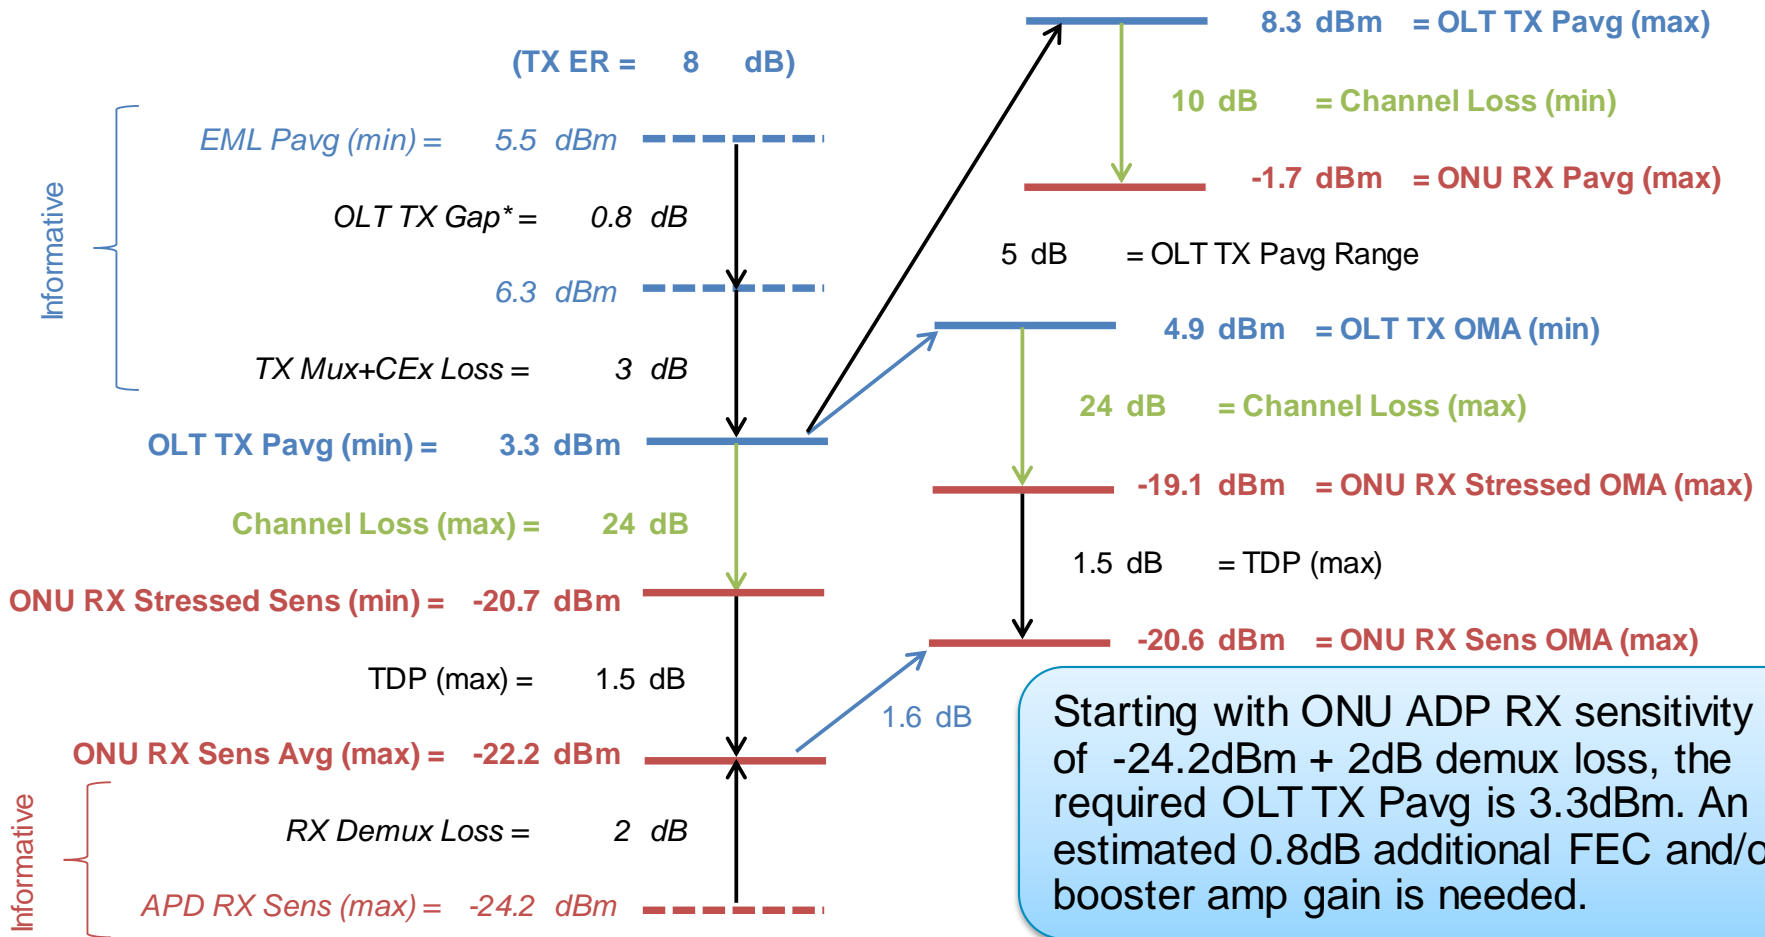 (TX ER = 8 dB)
Informative
EML Pavg (min) = 5.5 dBm
OLT TX Gap* = 0.8 dB
6.3 dBm
TX Mux+CEx Loss = 3 dB
OLT TX Pavg (min) = 3.3 dBm
Channel Loss (max) = 24 dB
ONU RX Stressed Sens (min) = -20.7 dBm
TDP (max) = 1.5 dB
ONU RX Sens Avg (max) = -22.2 dBm
Informative
RX Demux Loss = 2 dB
APD RX Sens (max) = -24.2 dBm
8.3 dBm = OLT TX Pavg (max)
10 dB = Channel Loss (min)
-1.7 dBm = ONU RX Pavg (max)
5 dB = OLT TX Pavg Range
4.9 dBm = OLT TX OMA (min)
24 dB = Channel Loss (max)
-19.1 dBm = ONU RX Stressed OMA (max)
1.5 dB = TDP (max)
-20.6 dBm = ONU RX Sens OMA (max)
1.6 dB
Starting with ONU ADP RX sensitivity
of -24.2dBm + 2dB demux loss, the
required OLT TX Pavg is 3.3dBm. An
estimated 0.8dB additional FEC and/o
booster amp gain is needed.